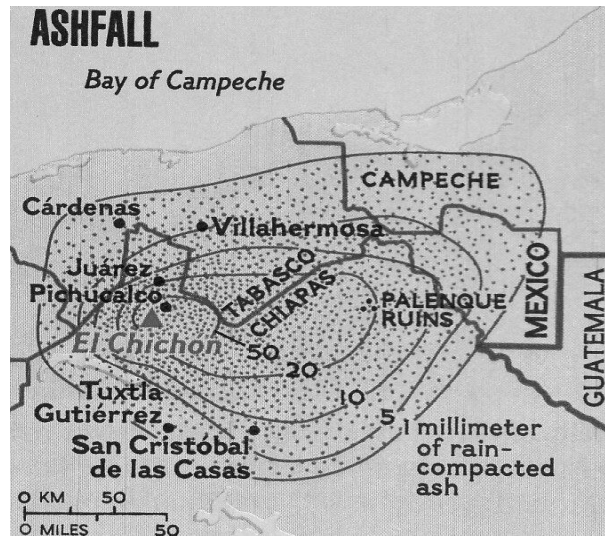 ASHFALL
Bay of Campeche
CAMPECHE
Cárdenas
Villahermosa
Juárez
Pichucalco
TABASCO
CHIAPAS
PALENQUE
RUINS
MEXICO
GUATEMALA
El Chichon
50
20
10
5
Tuxtla
Gutiérrez
San Cristóbal
de las Casas
1 millimeter
of rain-
compacted
ash
0 KM 50
0 MILES 50